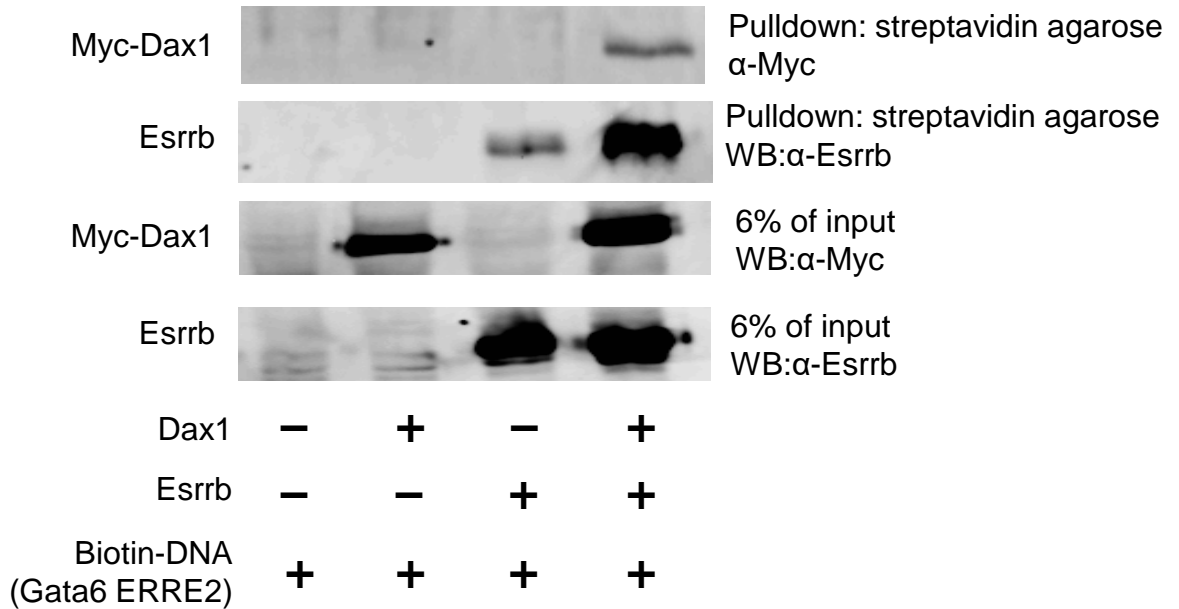 Myc-Dax1
Pulldown: streptavidin agarose
α-Myc
Esrrb
Pulldown: streptavidin agarose
WB:α-Esrrb
Myc-Dax1
6% of input
WB:α-Myc
Esrrb
6% of input
WB:α-Esrrb
Dax1 − + − +
Esrrb − − + +
Biotin-DNA
(Gata6 ERRE2) + + + +